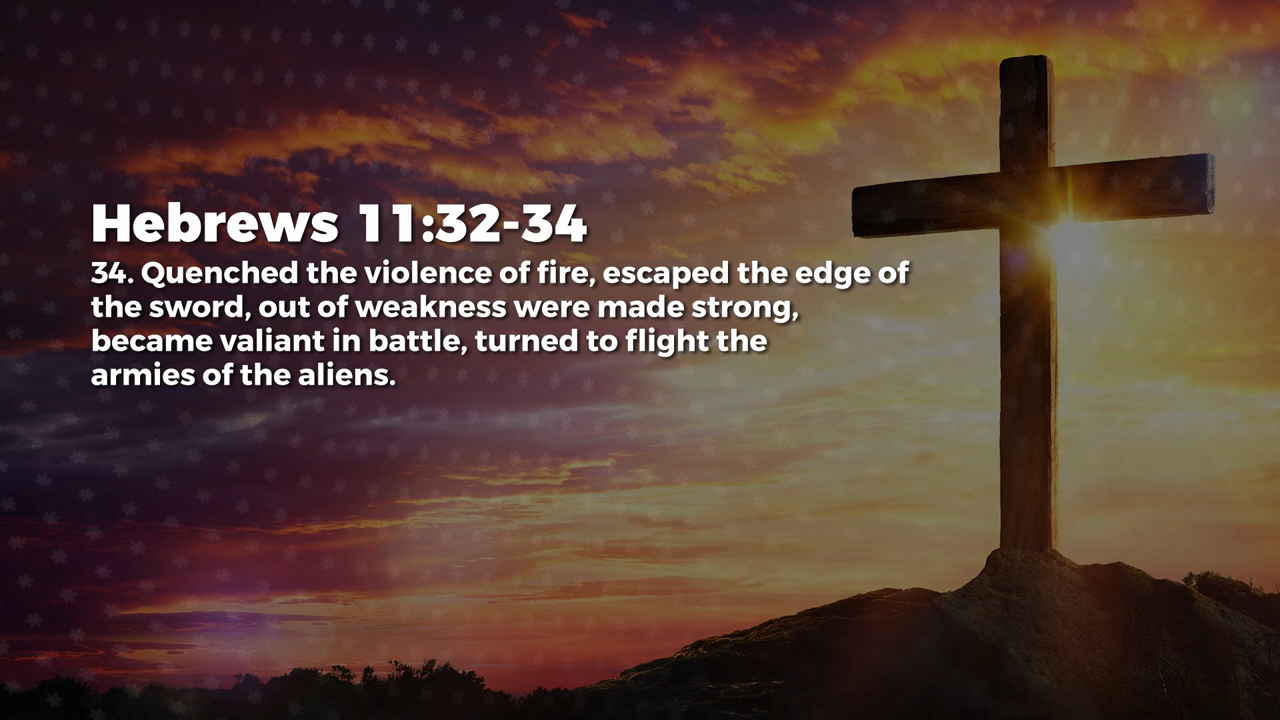 Hebrews 11:32-34
34. Quenched the violence of fire, escaped the edge of
the sword, out of weakness were made strong,
became valiant in battle, turned to flight the
armies of the aliens.